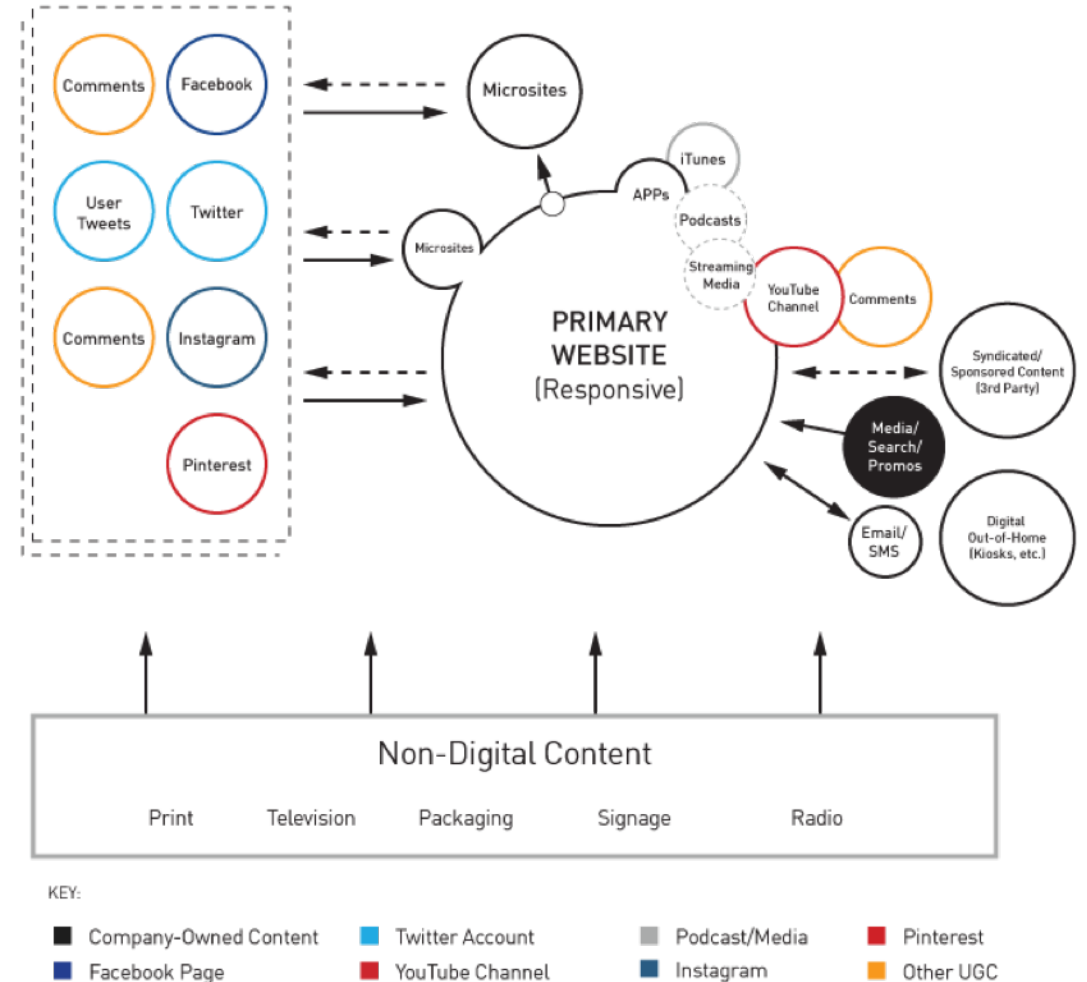 Comments
Facebook
Microsites
iTunes
APPs
User
Tweets
Twitter
Podcasts
Microsites
Streaming
Media
YouTube
Channel
Comments
Comments
Instagram
PRIMARY
WEBSITE
(Responsive)
Syndicated/
Sponsored Content
(3rd Party)
Media/
Search/
Promos
Pinterest
Email/
SMS
Digital
Out-of-Home
(Kiosks, etc.)
Non-Digital Content
Print
Television
Packaging
Signage
Radio
KEY:
Company-Owned Content
Twitter Account
Podcast/Media
Pinterest
Facebook Page
YouTube Channel
Instagram
Other UGC